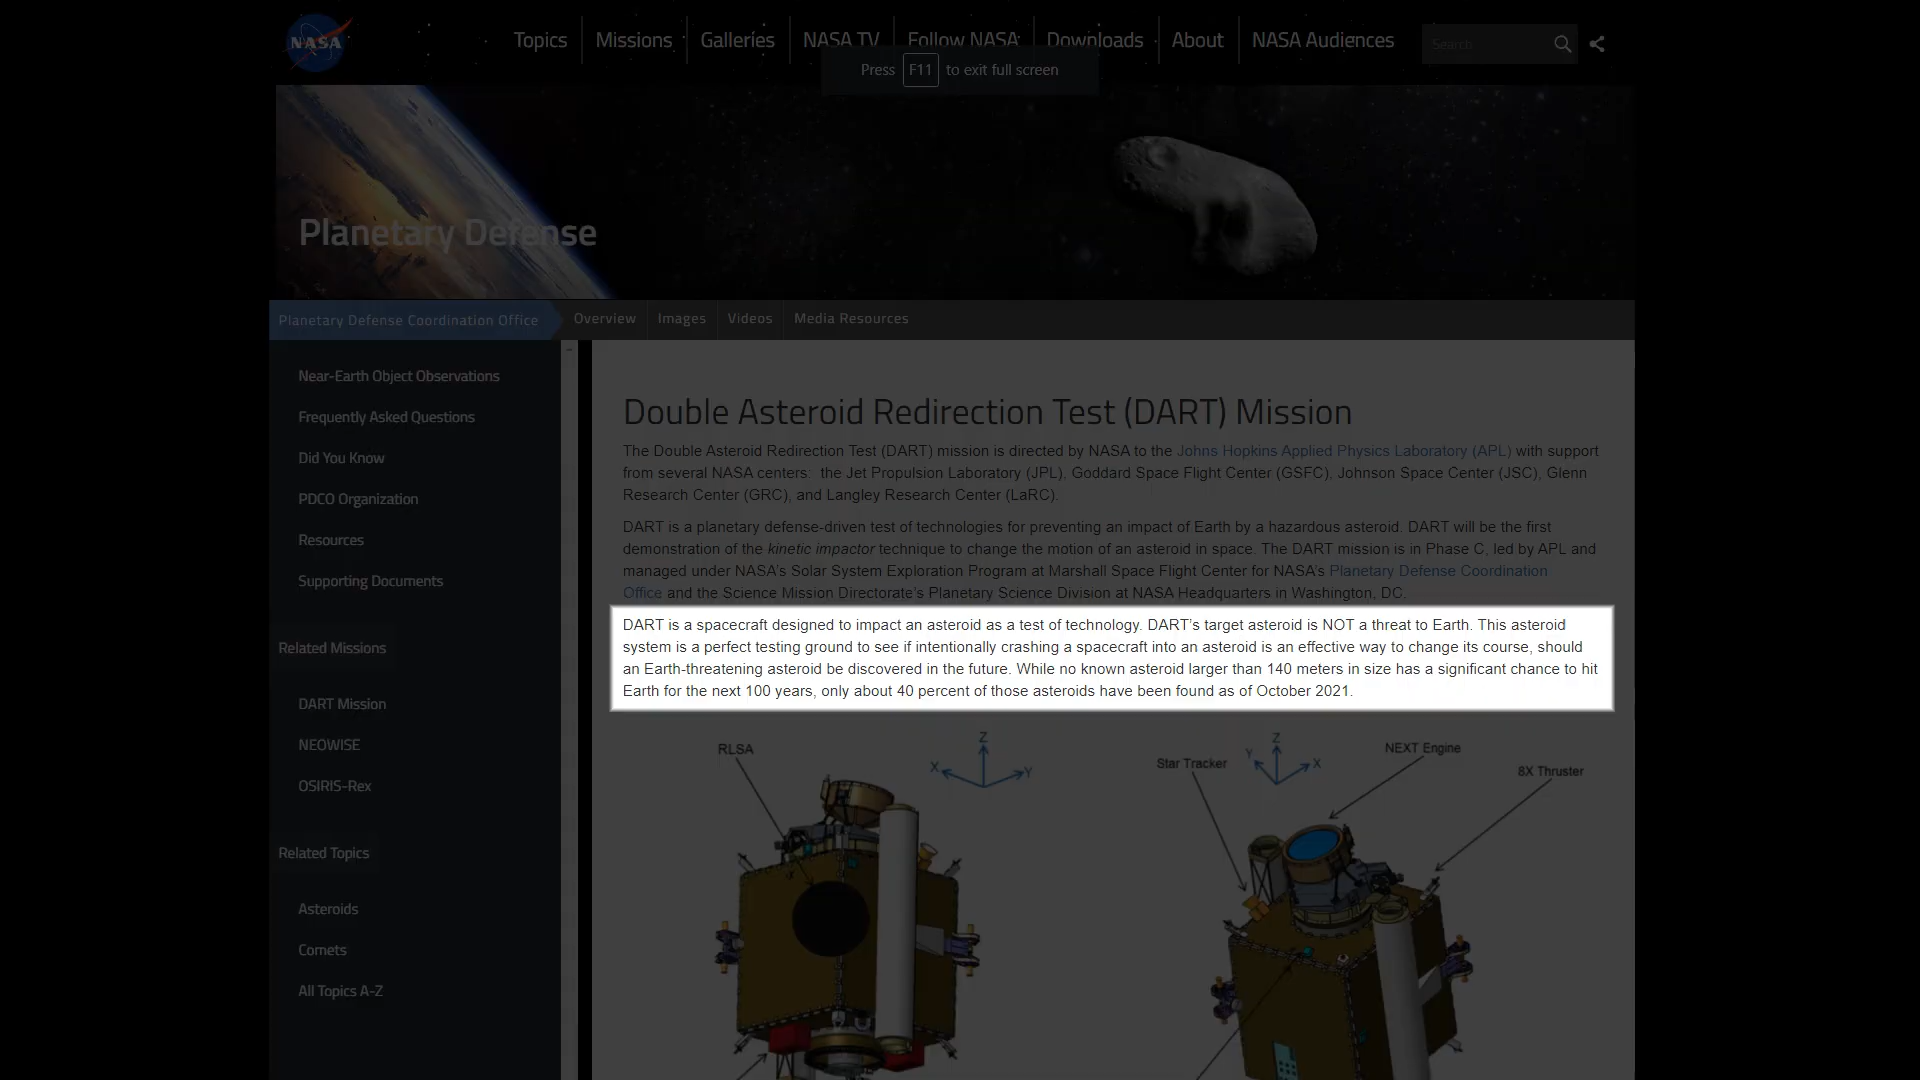 NASA
Topics
Missions
Galleries
NASA TV
Follow NASA
Downloads
About
NASA Audiences
Search
Press F11 to exit full screen
Planetary Defense
Planetary Defense Coordination Office
Overview
Images
Videos
Media Resources
Near-Earth Object Observations
Frequently Asked Questions
Did You Know
PDCO Organization
Resources
Supporting Documents
Related Missions
DART Mission
NEOWISE
OSIRIS-Rex
Related Topics
Asteroids
Comets
All Topics A-Z
Double Asteroid Redirection Test (DART) Mission
The Double Asteroid Redirection Test (DART) mission is directed by NASA to the Johns Hopkins Applied Physics Laboratory (APL) with support
from several NASA centers: the Jet Propulsion Laboratory (JPL), Goddard Space Flight Center (GSFC), Johnson Space Center (JSC), Glenn
Research Center (GRC), and Langley Research Center (LaRC).
DART is a planetary defense-driven test of technologies for preventing an impact of Earth by a hazardous asteroid. DART will be the first
demonstration of the kinetic impactor technique to change the motion of an asteroid in space. The DART mission is in Phase C, led by APL and
managed under NASA's Solar System Exploration Program at Marshall Space Flight Center for NASA's Planetary Defense Coordination
Office and the Science Mission Directorate's Planetary Science Division at NASA Headquarters in Washington, DC.
DART is a spacecraft designed to impact an asteroid as a test of technology. DART's target asteroid is NOT a threat to Earth. This asteroid
system is a perfect testing ground to see if intentionally crashing a spacecraft into an asteroid is an effective way to change its course, should
an Earth-threatening asteroid be discovered in the future. While no known asteroid larger than 140 meters in size has a significant chance to hit
Earth for the next 100 years, only about 40 percent of those asteroids have been found as of October 2021.
RLSA
Z
X
Y
Star Tracker
Z
Y
X
NEXT Engine
8X Thruster